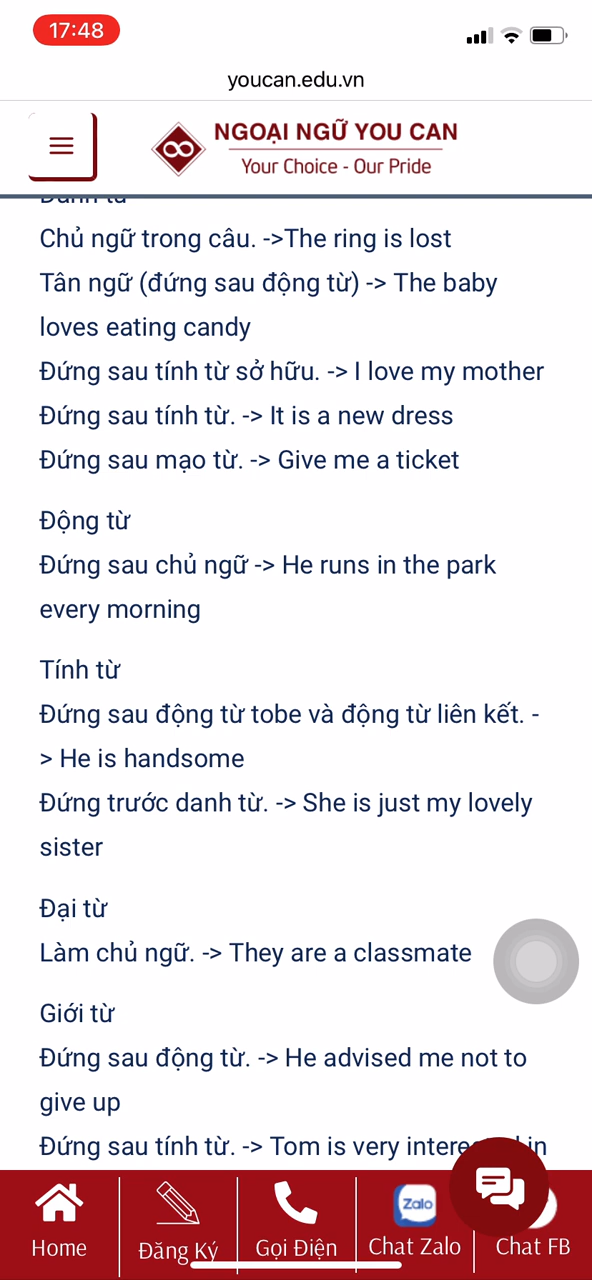 17:48
youcan.edu.vn
NGOẠI NGỮ YOU CAN
Your Choice - Our Pride
Danh từ
Chủ ngữ trong câu. ->The ring is lost
Tân ngữ (đứng sau động từ) -> The baby
loves eating candy
Đứng sau tính từ sở hữu. -> I love my mother
Đứng sau tính từ. -> It is a new dress
Đứng sau mạo từ. -> Give me a ticket
Động từ
Đứng sau chủ ngữ -> He runs in the park
every morning
Tính từ
Đứng sau động từ tobe và động từ liên kết. -
> He is handsome
Đứng trước danh từ. -> She is just my lovely
sister
Đại từ
Làm chủ ngữ. -> They are a classmate
Giới từ
Đứng sau động từ. -> He advised me not to
give up
Đứng sau tính từ. -> Tom is very interested in
Home
Đăng Ký
Gọi Điện
Zalo
Chat Zalo
Chat FB